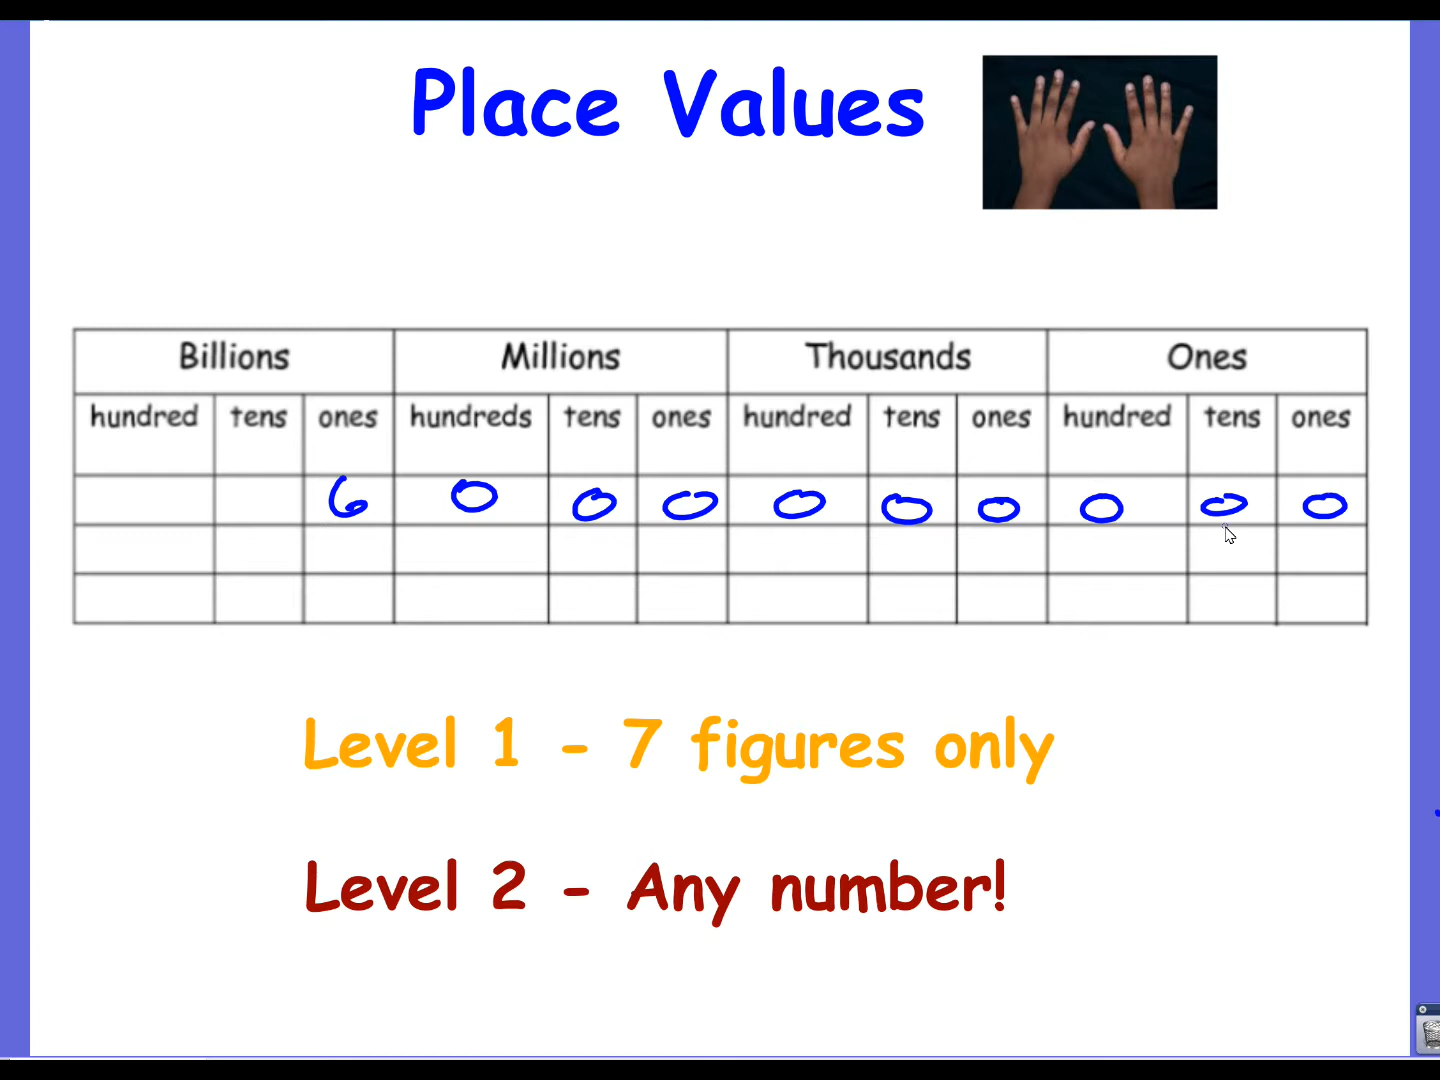 Place Values
Billions Millions Thousands Ones
hundred tens ones hundreds tens ones hundred tens ones hundred tens ones
6 0 0 0 0 0 0 0 0 0
Level 1 - 7 figures only
Level 2 - Any number!